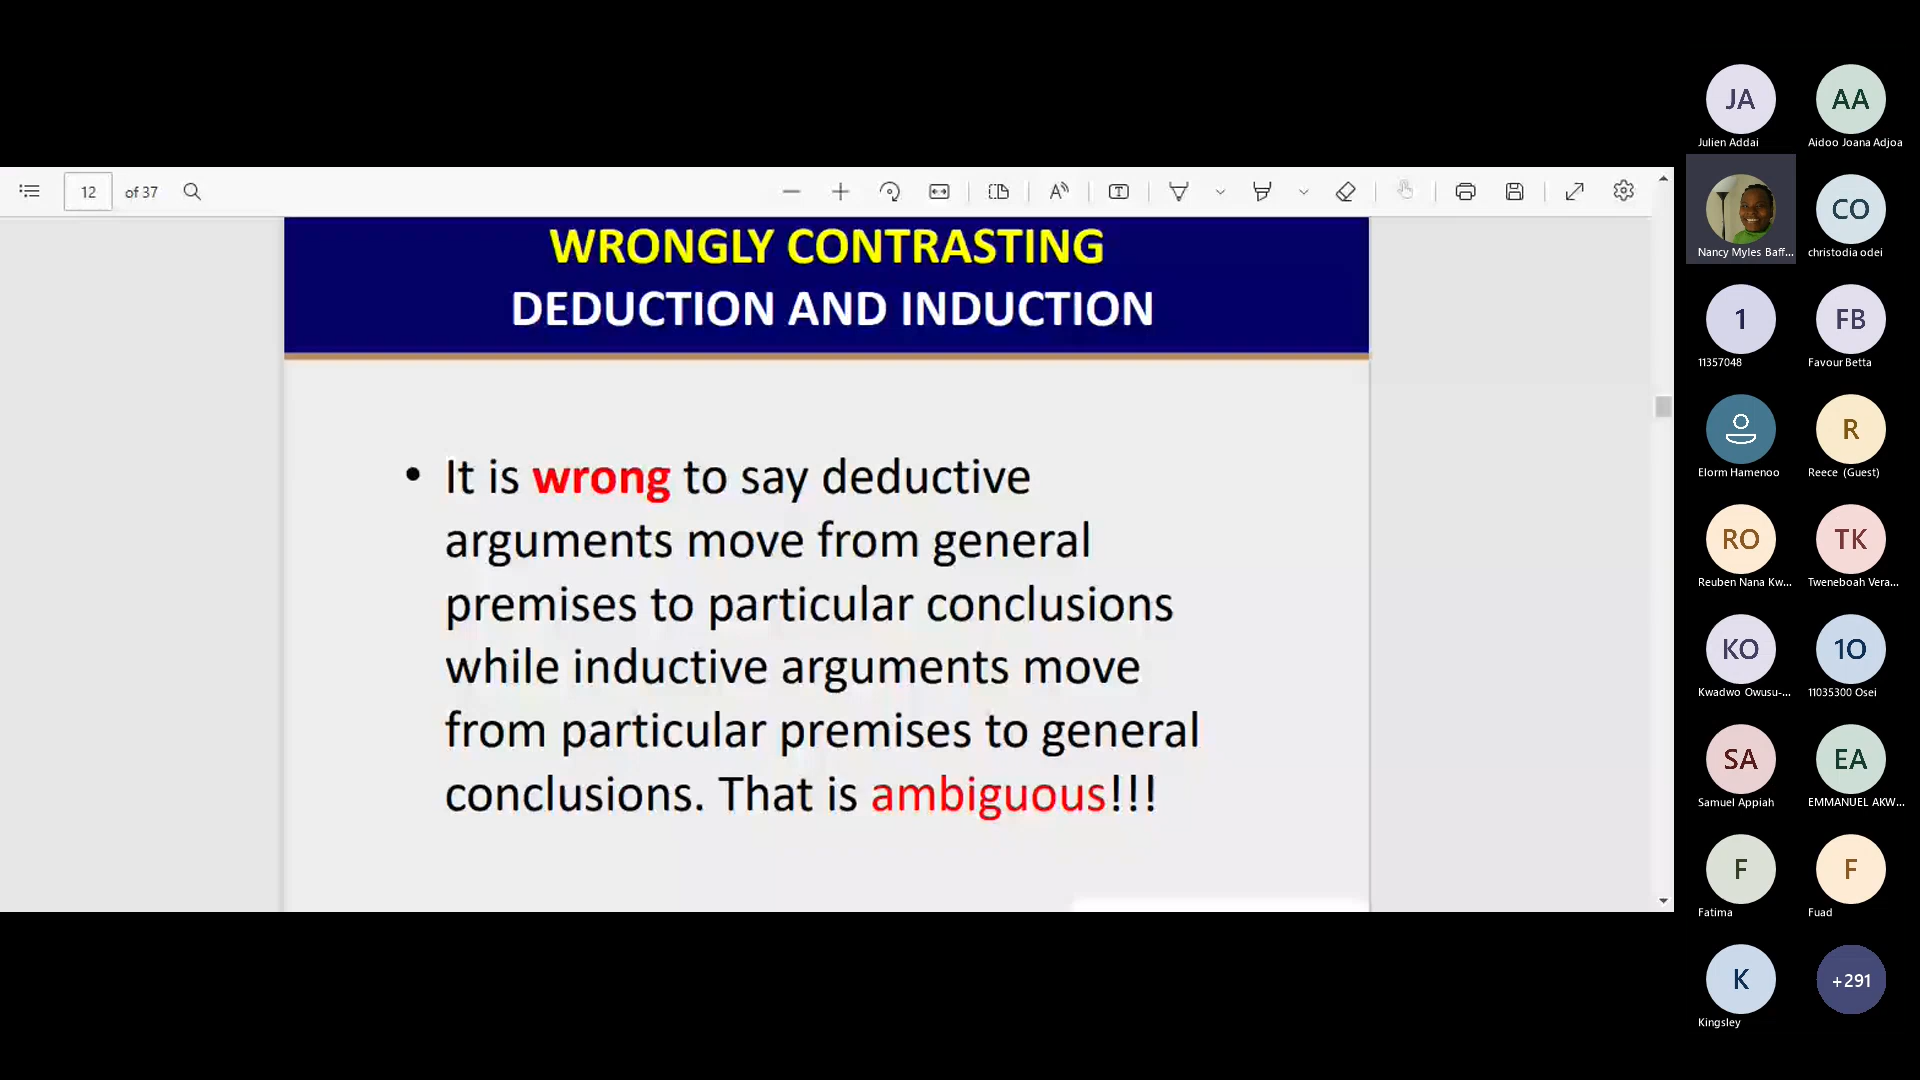 12 of 37
WRONGLY CONTRASTING
DEDUCTION AND INDUCTION
• It is wrong to say deductive
arguments move from general
premises to particular conclusions
while inductive arguments move
from particular premises to general
conclusions. That is ambiguous!!!
JA
Julien Addai
AA
Aidoo Joana Adjoa
Nancy Myles Baff...
CO
christodia odei
1
11357048
FB
Favour Betta
Elorm Hamenoo
R
Reece (Guest)
RO
Reuben Nana Kw...
TK
Tweneboah Vera...
KO
Kwadwo Owusu-...
1O
11035300 Osei
SA
Samuel Appiah
EA
EMMANUEL AKW...
F
Fatima
F
Fuad
K
Kingsley
+291